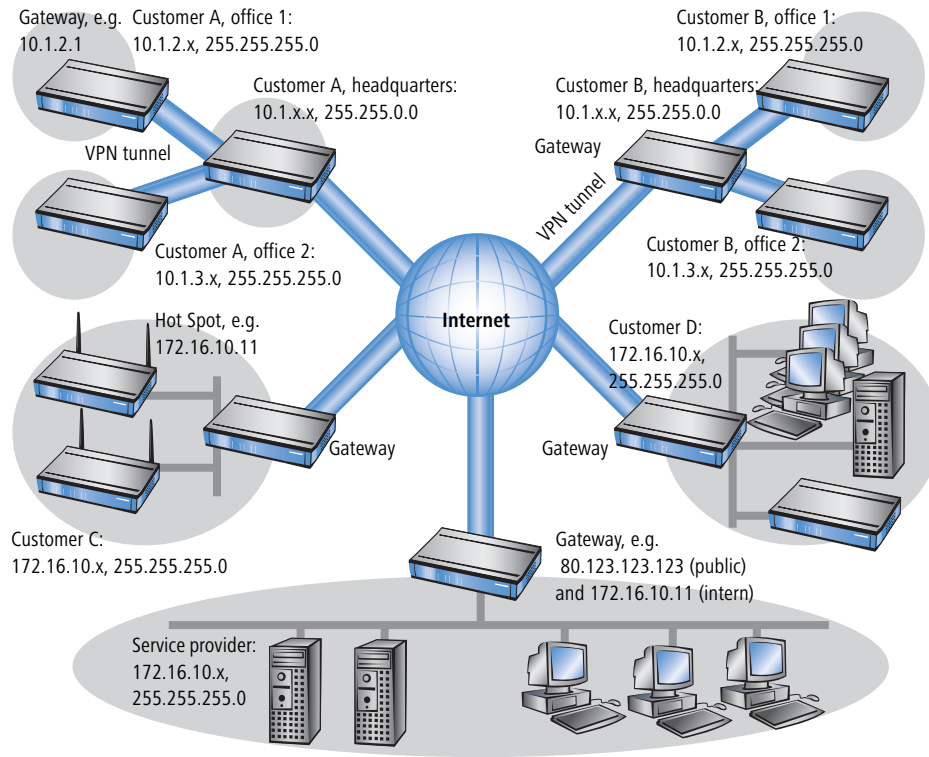 Gateway, e.g.
10.1.2.1
Customer A, office 1:
10.1.2.x, 255.255.255.0
Customer B, office 1:
10.1.2.x, 255.255.255.0
Customer A, headquarters:
10.1.x.x, 255.255.0.0
Customer B, headquarters:
10.1.x.x, 255.255.0.0
VPN tunnel
Gateway
VPN tunnel
Customer A, office 2:
10.1.3.x, 255.255.255.0
Customer B, office 2:
10.1.3.x, 255.255.255.0
Internet
Hot Spot, e.g.
172.16.10.11
Customer D:
172.16.10.x,
255.255.255.0
Gateway
Gateway
Customer C:
172.16.10.x, 255.255.255.0
Gateway, e.g.
80.123.123.123 (public)
and 172.16.10.11 (intern)
Service provider:
172.16.10.x,
255.255.255.0